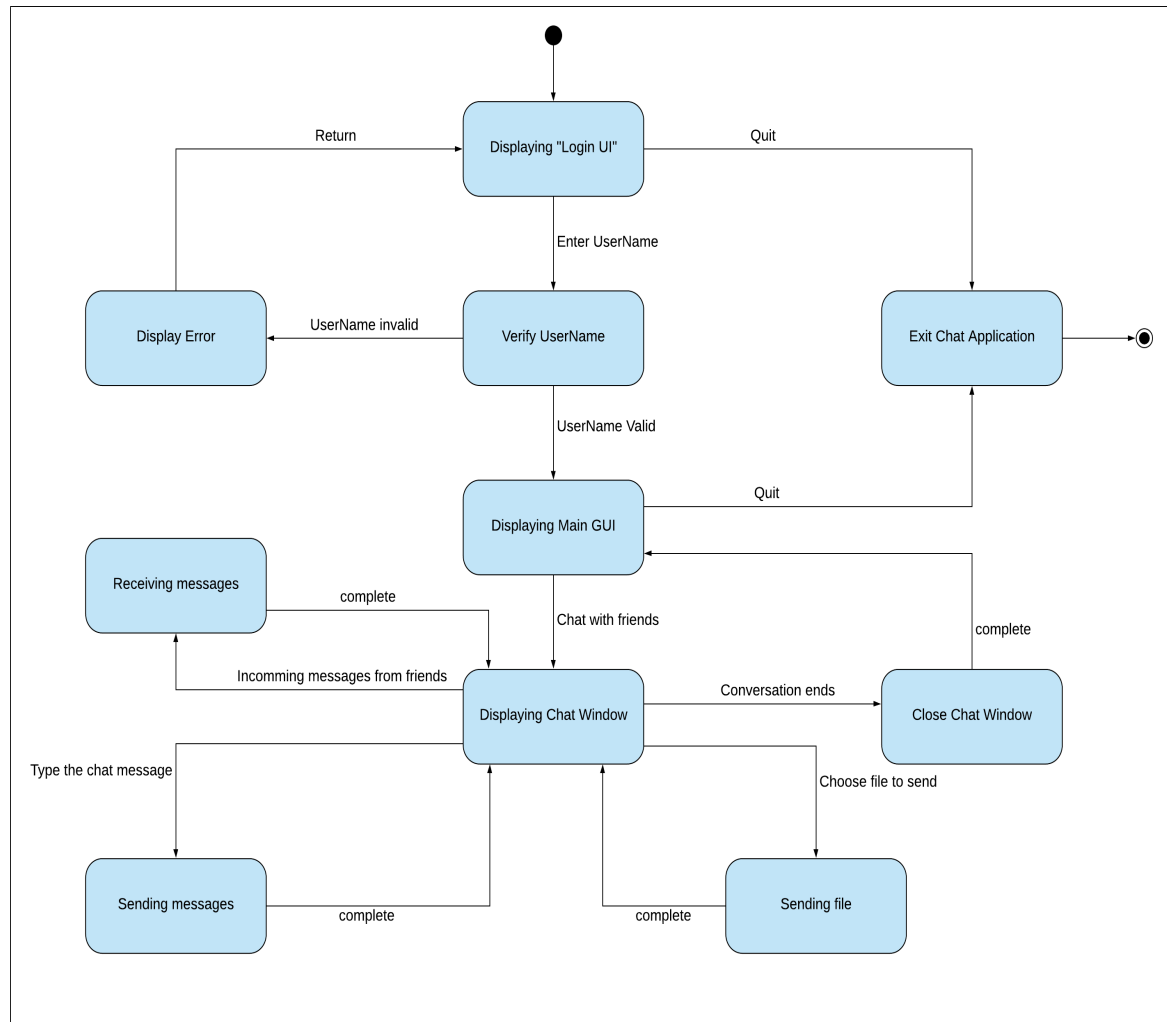 Displaying "Login UI"
Return
Quit
Enter UserName
Display Error
UserName invalid
Verify UserName
Exit Chat Application
UserName Valid
Displaying Main GUI
Quit
Receiving messages
complete
Chat with friends
complete
Incomming messages from friends
Displaying Chat Window
Conversation ends
Close Chat Window
Type the chat message
Choose file to send
Sending messages
complete
complete
Sending file